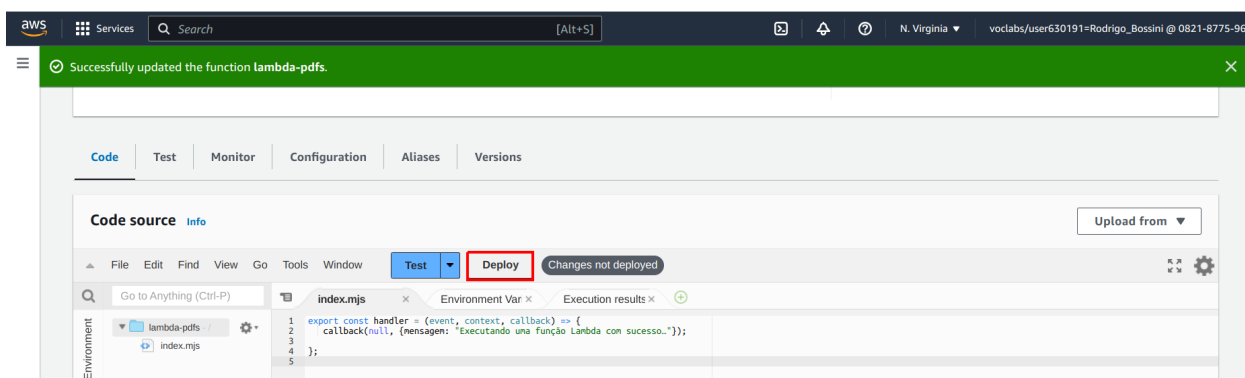 aws Services Search [Alt+S] N. Virginia ▼ voclabs/user630191=Rodrigo_Bossini @ 0821-8775-96
Successfully updated the function lambda-pdfs.
Code Test Monitor Configuration Aliases Versions
Code source Info Upload from ▼
File Edit Find View Go Tools Window Test Deploy Changes not deployed
Go to Anything (Ctrl-P) index.mjs × Environment Var × Execution results ×
Environment
lambda-pdfs - /
index.mjs
1 export const handler = (event, context, callback) => {
2 callback(null, {mensagem: "Executando uma função Lambda com sucesso…"});
3
4 };
5